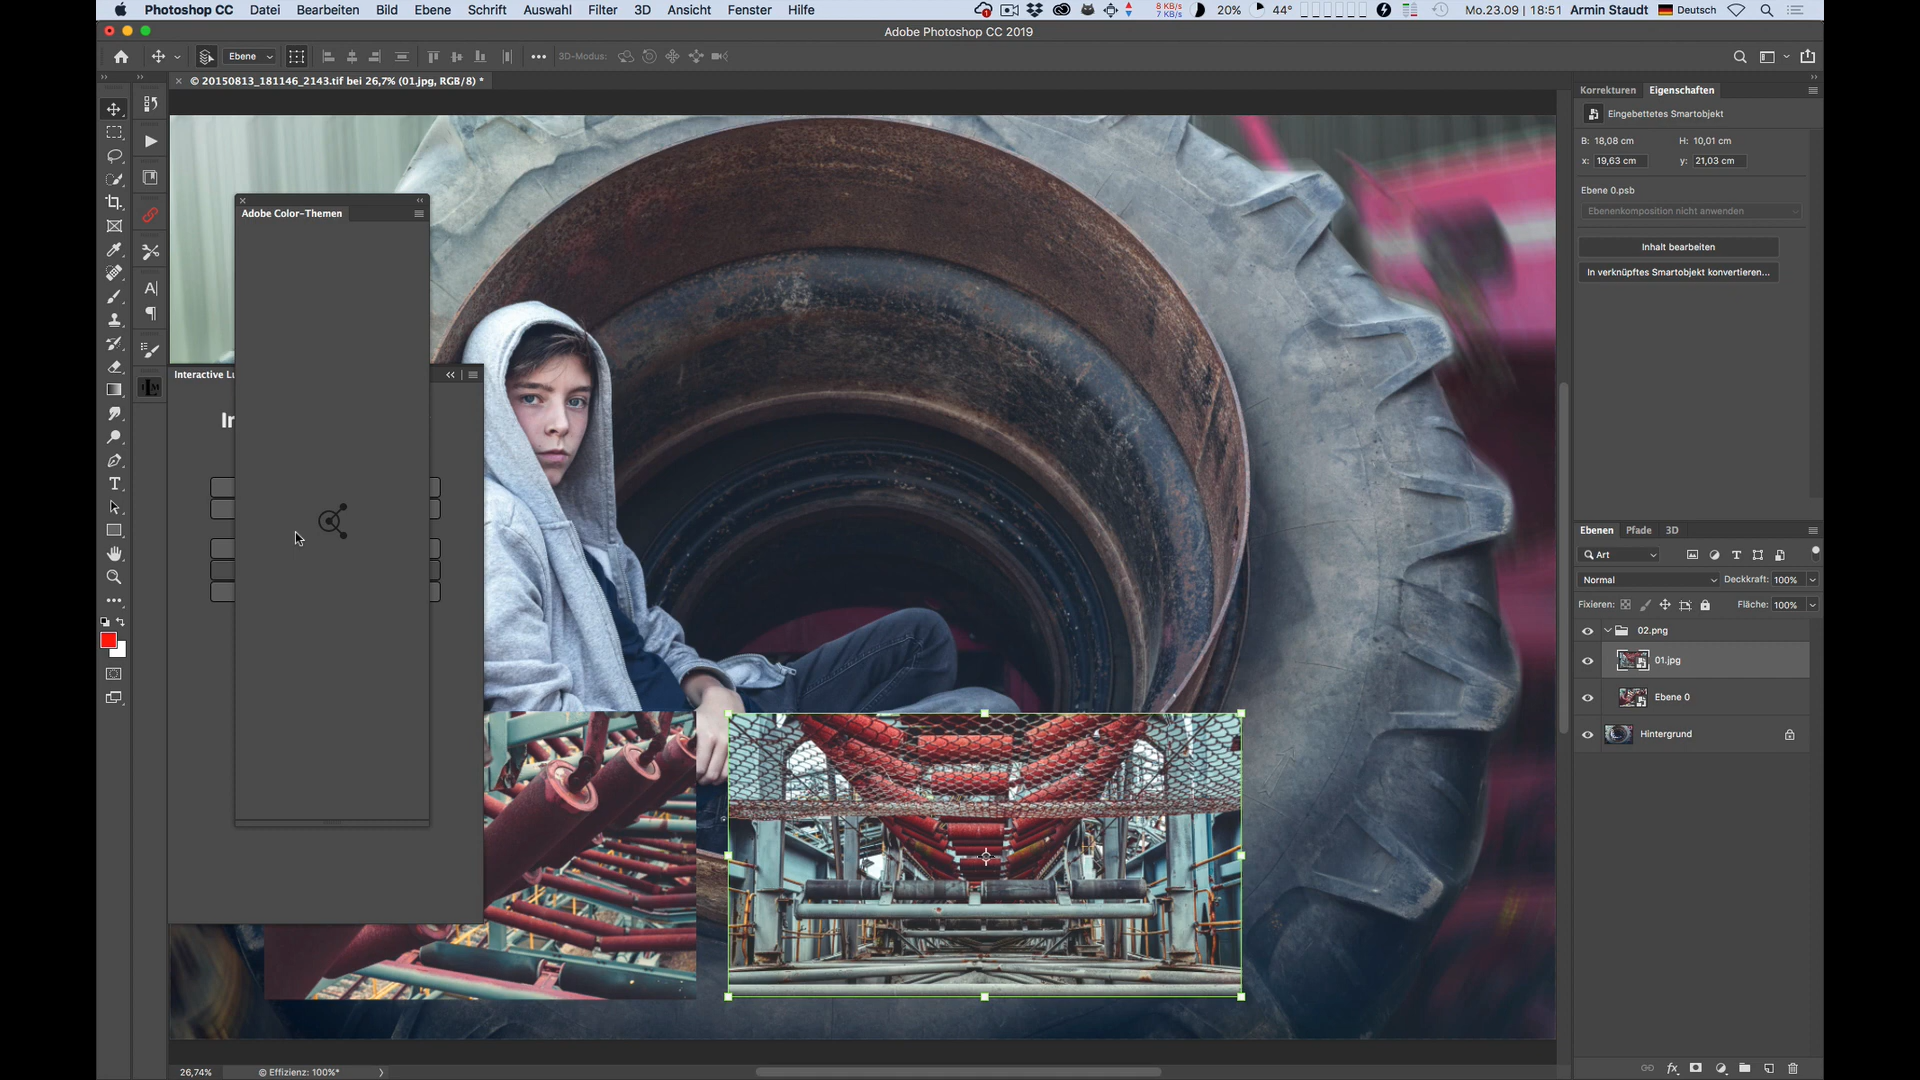 Photoshop CC Datei Bearbeiten Bild Ebene Schrift Auswahl Filter 3D Ansicht Fenster Hilfe
8 KB/s
7 KB/s
20% 44° Mo.23.09 | 18:51 Armin Staudt Deutsch
Adobe Photoshop CC 2019
Ebene
3D-Modus:
© 20150813_181146_2143.tif bei 26,7% (01.jpg, RGB/8) *
Korrekturen Eigenschaften
Eingebettetes Smartobjekt
B: 18,08 cm H: 10,01 cm
x: 19,63 cm y: 21,03 cm
Ebene 0.psb
Ebenenkomposition nicht anwenden
Inhalt bearbeiten
In verknüpftes Smartobjekt konvertieren...
Adobe Color-Themen
Interactive Lu
In
Ebenen Pfade 3D
Art
Normal Deckkraft: 100%
Fixieren: Fläche: 100%
02.png
01.jpg
Ebene 0
Hintergrund
26,74% Effizienz: 100%*